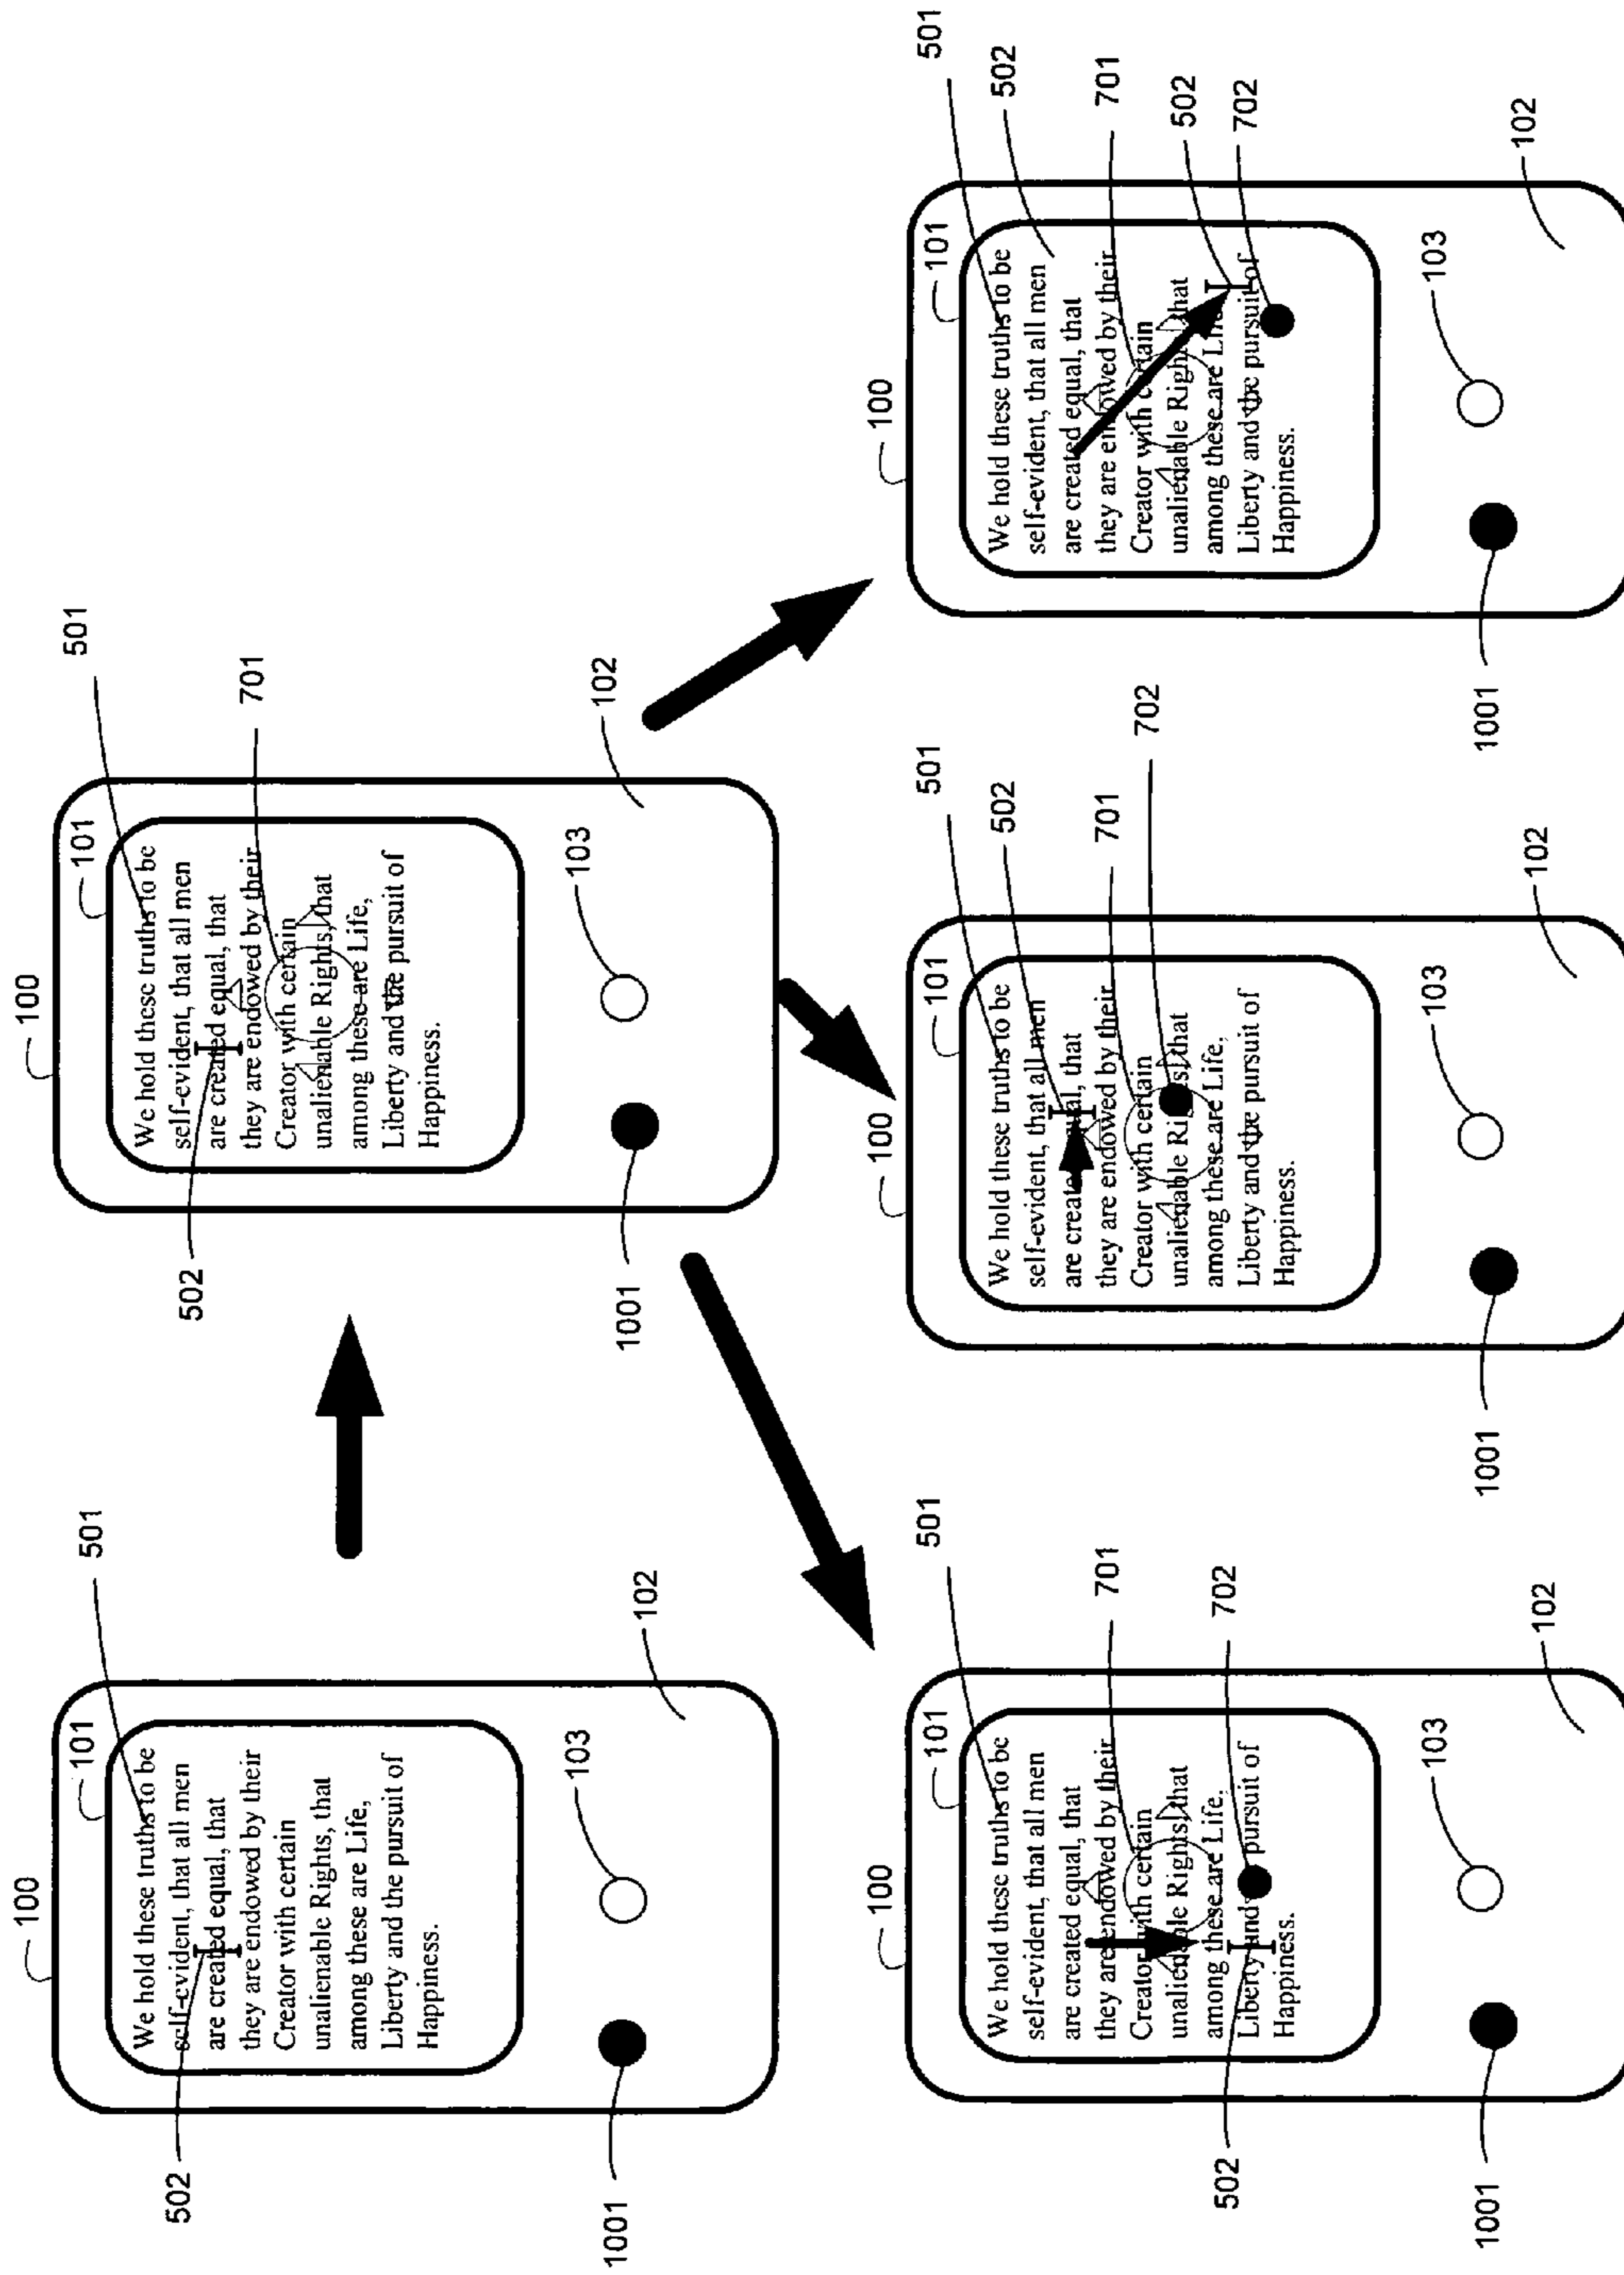 100
101
501
We hold these truths to be
self-evident, that all men
are created equal, that
they are endowed by their
Creator with certain
unalienable Rights, that
among these are Life,
Liberty and the pursuit of
Happiness.
502
103
102
1001
100
101
501
We hold these truths to be
self-evident, that all men
are created equal, that
they are endowed by their
Creator with certain
unalienable Rights, that
among these are Life,
Liberty and the pursuit of
Happiness.
701
502
103
102
1001
100
101
501
We hold these truths to be
self-evident, that all men
are created equal, that
they are endowed by their
Creator with certain
unalienable Rights, that
among these are Life,
Liberty and pursuit of
Happiness.
701
702
502
103
102
1001
100
101
501
502
We hold these truths to be
self-evident, that all men
are that
they are endowed by their
Creator with certain
unalienable that
among these are Life,
Liberty and the pursuit of
Happiness.
701
702
103
102
1001
100
101
501
502
We hold these truths to be
self-evident, that all men
are created equal, that
they are endowed by their
Creator with certain
unalienable that
among these are
Liberty and the pursuit of
Happiness.
701
502
702
103
102
1001